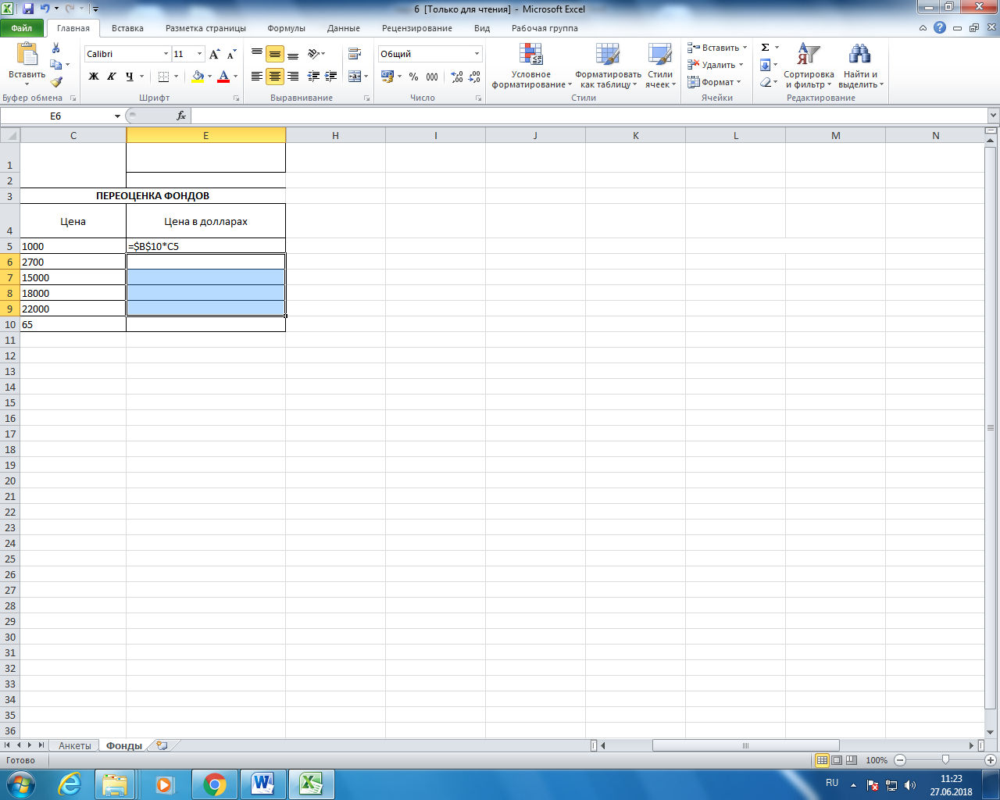 6 [Только для чтения] - Microsoft Excel
Файл Главная Вставка Разметка страницы Формулы Данные Рецензирование Вид Рабочая группа
Вставить
Буфер обмена
Calibri 11
Ж К Ч А
Шрифт
Выравнивание
Общий
% 000
Число
Условное форматирование
Форматировать как таблицу
Стили ячеек
Стили
Вставить
Удалить
Формат
Ячейки
Σ
Сортировка и фильтр
Найти и выделить
Редактирование
E6 fx
C E H I J K L M N
1
2
3 ПЕРЕОЦЕНКА ФОНДОВ
4 Цена Цена в долларах
5 1000 =$B$10*C5
6 2700
7 15000
8 18000
9 22000
10 65
11
12
13
14
15
16
17
18
19
20
21
22
23
24
25
26
27
28
29
30
31
32
33
34
35
36
Анкеты Фонды
Готово 100%
RU 11:23
27.06.2018